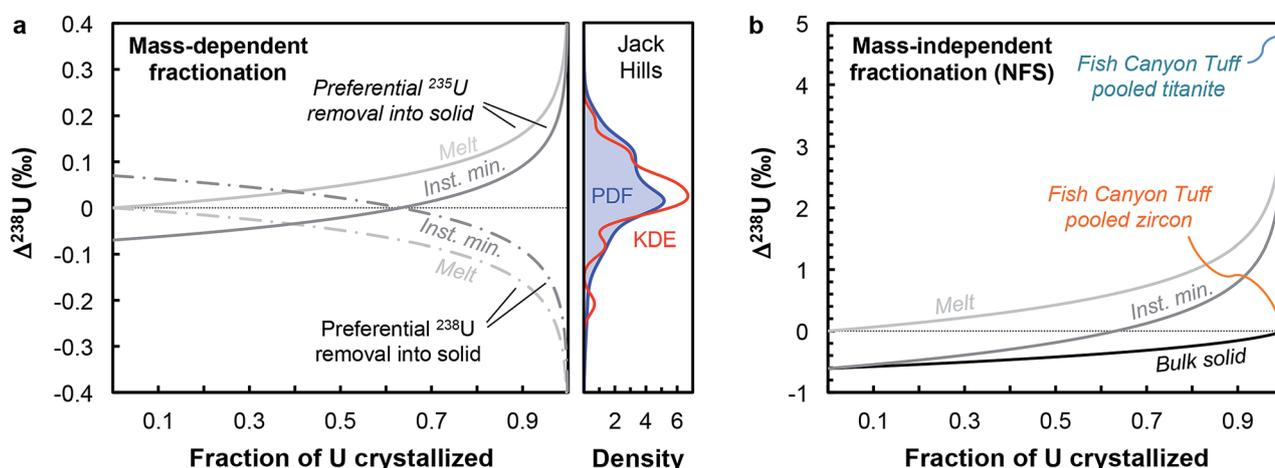 a
Mass-dependent
fractionation
Preferential ²³⁵U
removal into solid
Melt
Inst. min.
Inst. min.
Melt
Preferential ²³⁸U
removal into solid
0.4
0.3
0.2
0.1
0
-0.1
-0.2
-0.3
-0.4
Δ²³⁸U (‰)
0.1 0.3 0.5 0.7 0.9
Fraction of U crystallized
Jack
Hills
PDF
KDE
2 4 6
Density
b
Mass-independent
fractionation (NFS)
Fish Canyon Tuff
pooled titanite
Fish Canyon Tuff
pooled zircon
Melt
Inst. min.
Bulk solid
5
4
3
2
1
0
-1
Δ²³⁸U (‰)
0.1 0.3 0.5 0.7 0.9
Fraction of U crystallized